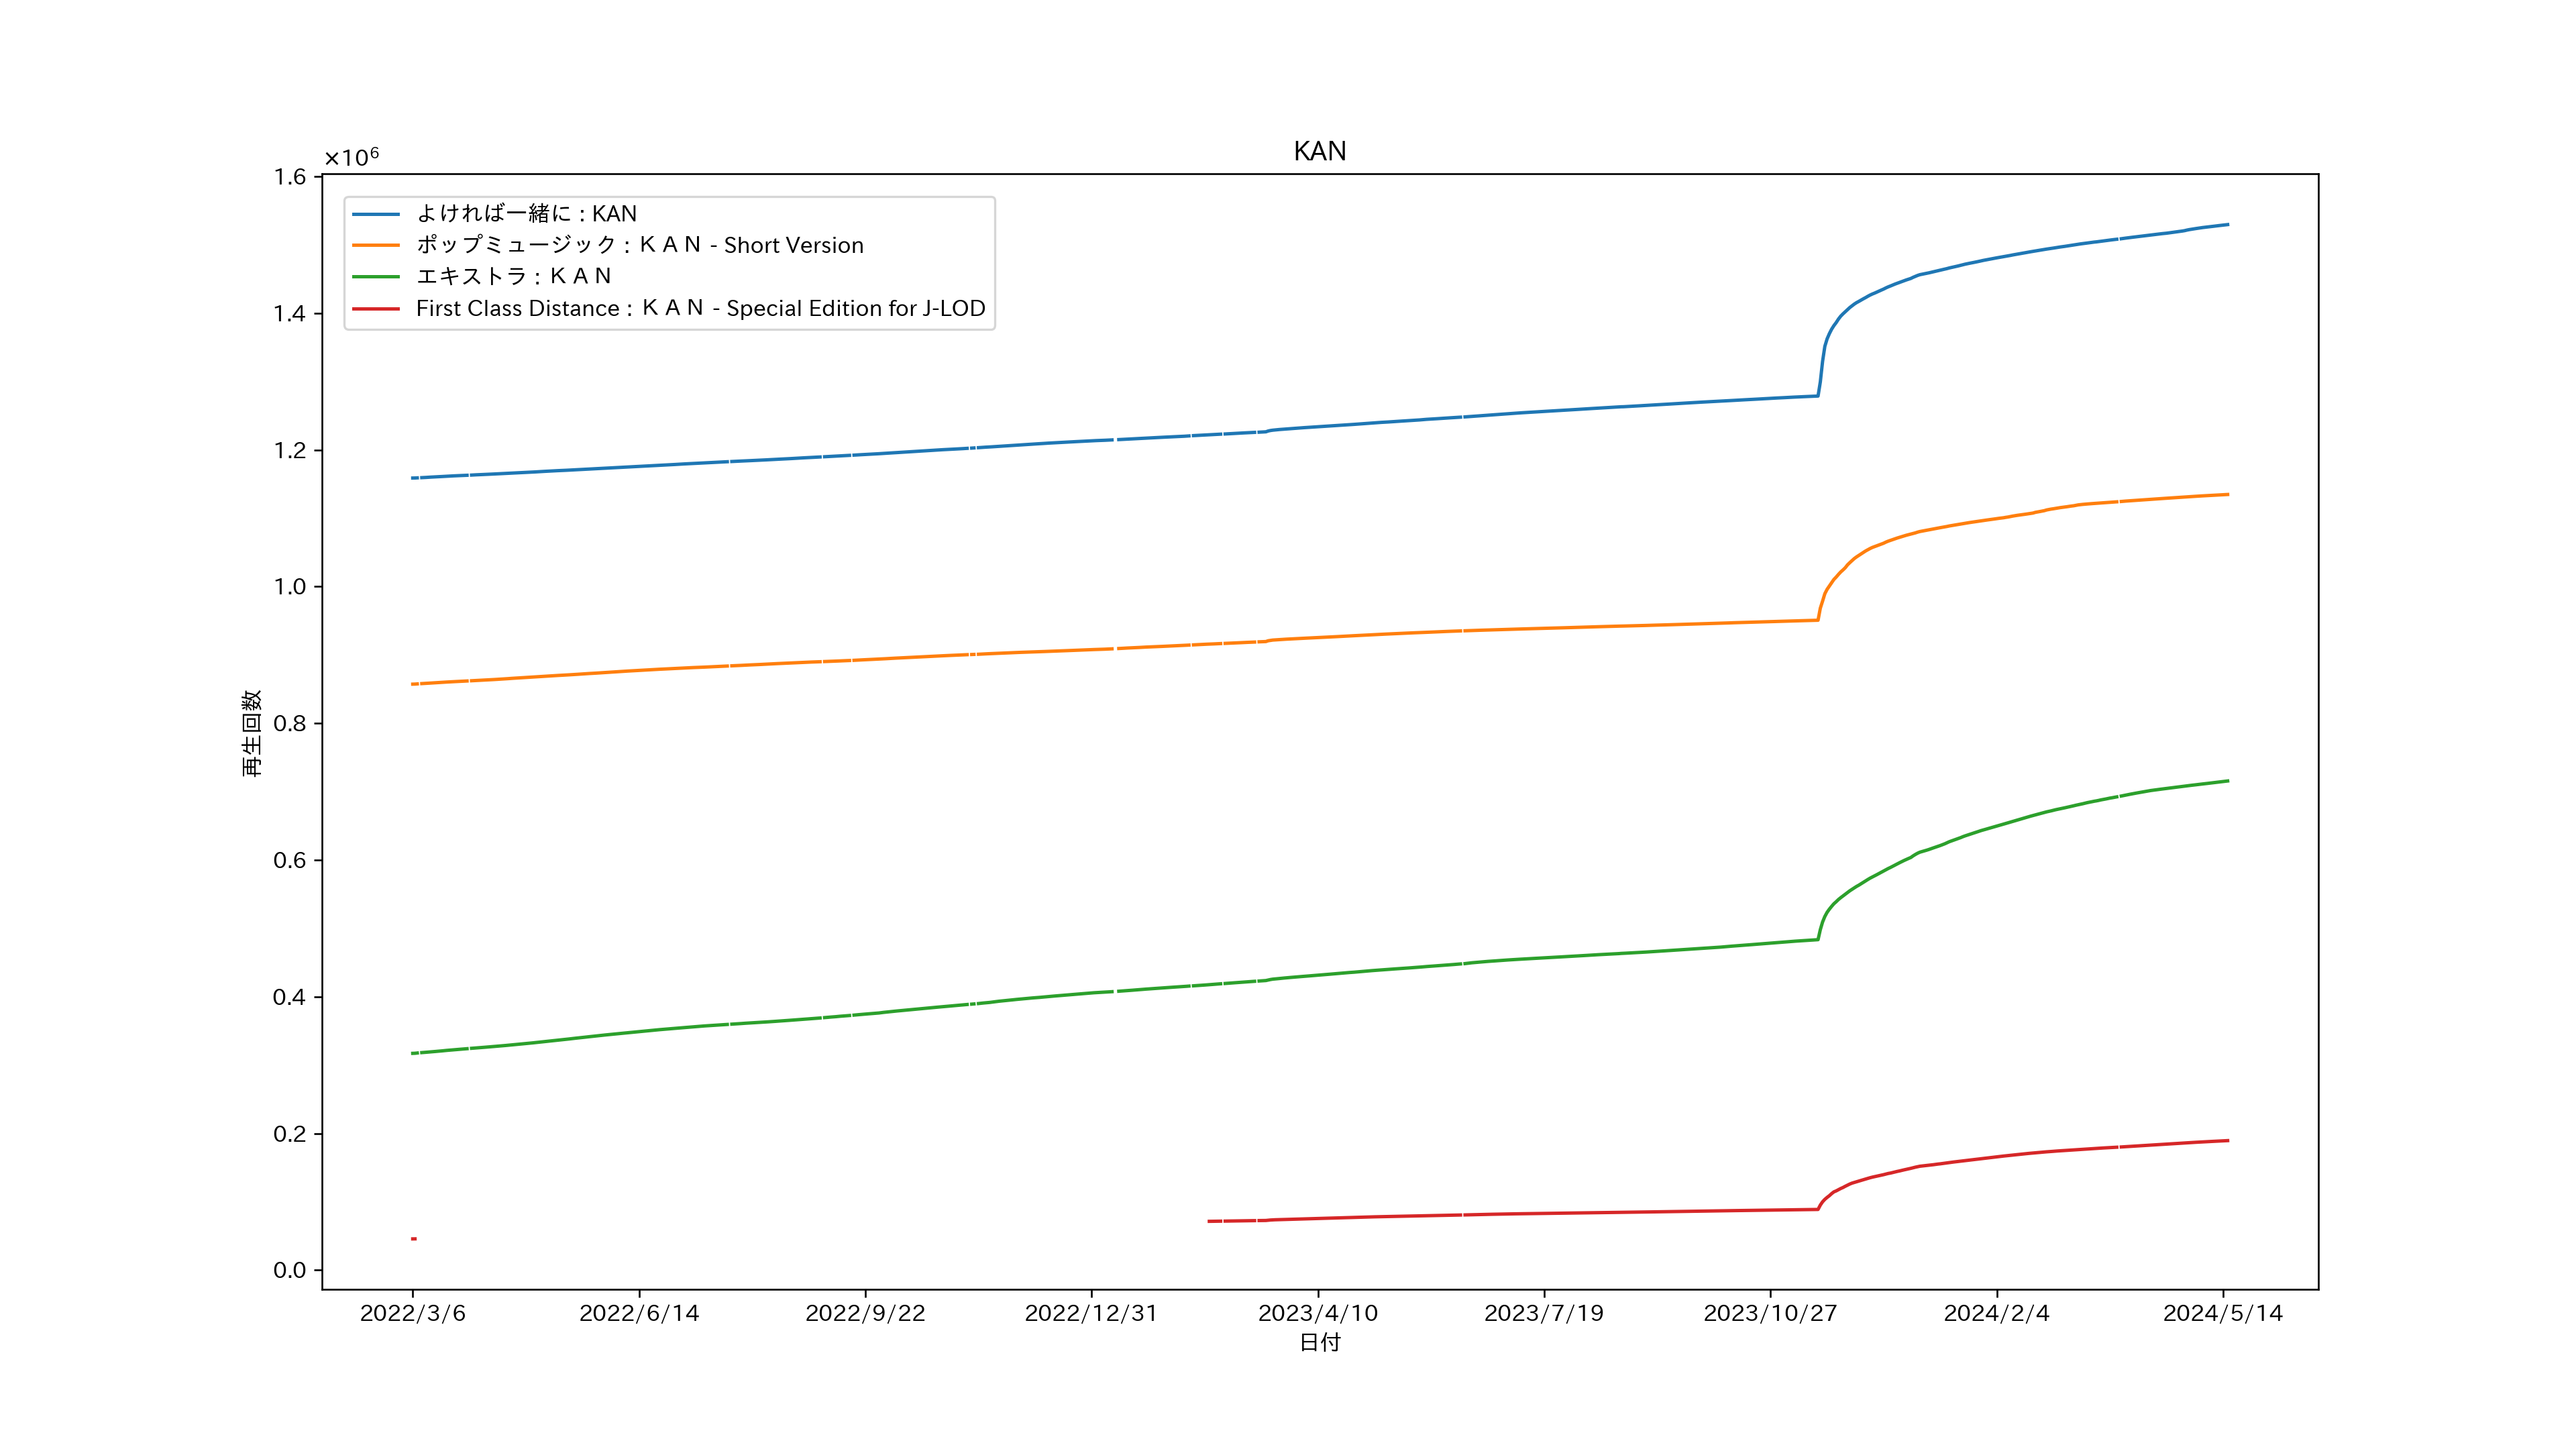 KAN
×10⁶
1.6
1.4
1.2
1.0
0.8
0.6
0.4
0.2
0.0
よければ一緒に : KAN
ポップミュージック : ＫＡＮ - Short Version
エキストラ : ＫＡＮ
First Class Distance : ＫＡＮ - Special Edition for J-LOD
再生回数
2022/3/6 2022/6/14 2022/9/22 2022/12/31 2023/4/10 2023/7/19 2023/10/27 2024/2/4 2024/5/14
日付